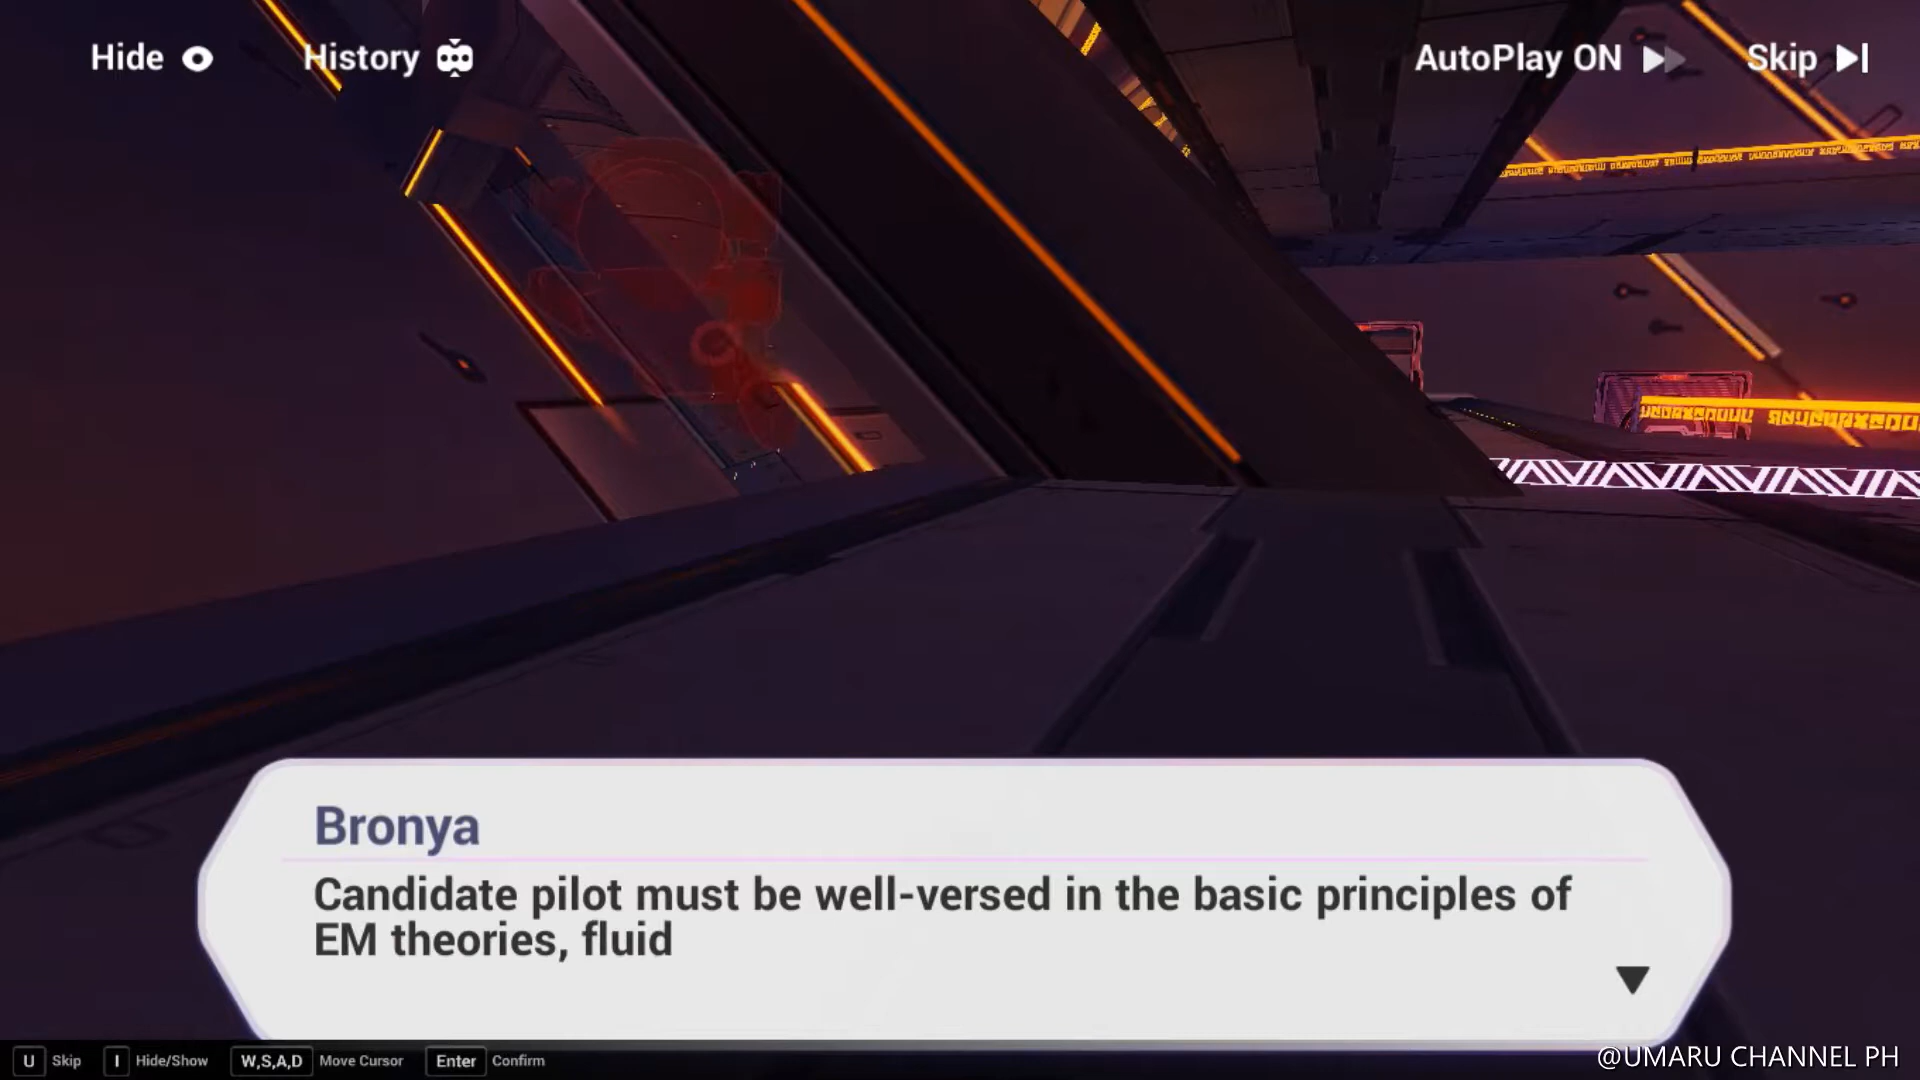 Hide
History
AutoPlay ON
Skip
Bronya
Candidate pilot must be well-versed in the basic principles of
EM theories, fluid
U Skip
I Hide/Show
W,S,A,D Move Cursor
Enter Confirm
@UMARU CHANNEL PH